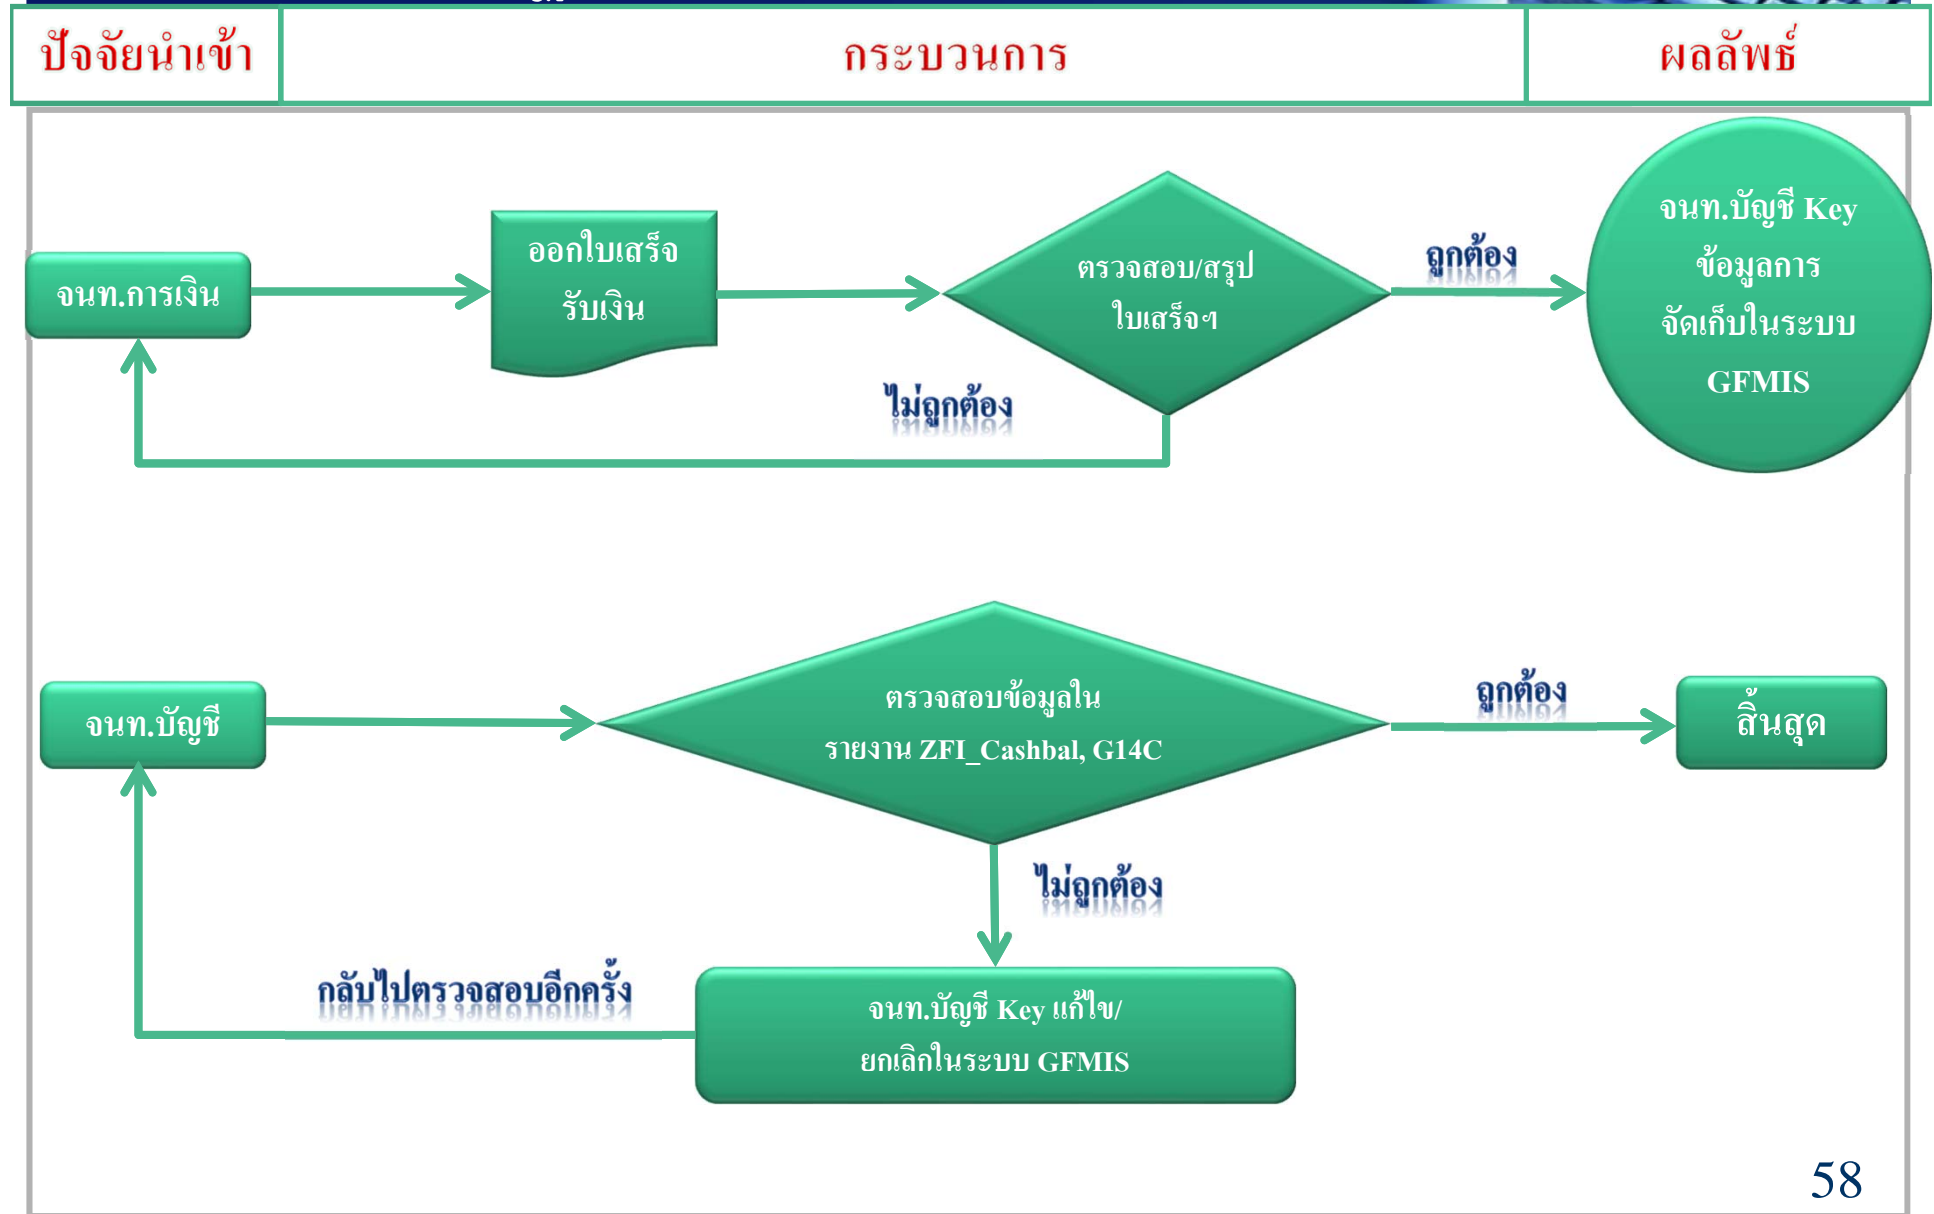 ปัจจัยนำเข้า
กระบวนการ
ผลลัพธ์
จนท.การเงิน
ออกใบเสร็จ
รับเงิน
ตรวจสอบ/สรุป
ใบเสร็จฯ
ถูกต้อง
จนท.บัญชี Key
ข้อมูลการ
จัดเก็บในระบบ
GFMIS
ไม่ถูกต้อง
จนท.บัญชี
ตรวจสอบข้อมูลใน
รายงาน ZFI_Cashbal, G14C
ถูกต้อง
สิ้นสุด
ไม่ถูกต้อง
กลับไปตรวจสอบอีกครั้ง
จนท.บัญชี Key แก้ไข/
ยกเลิกในระบบ GFMIS
58